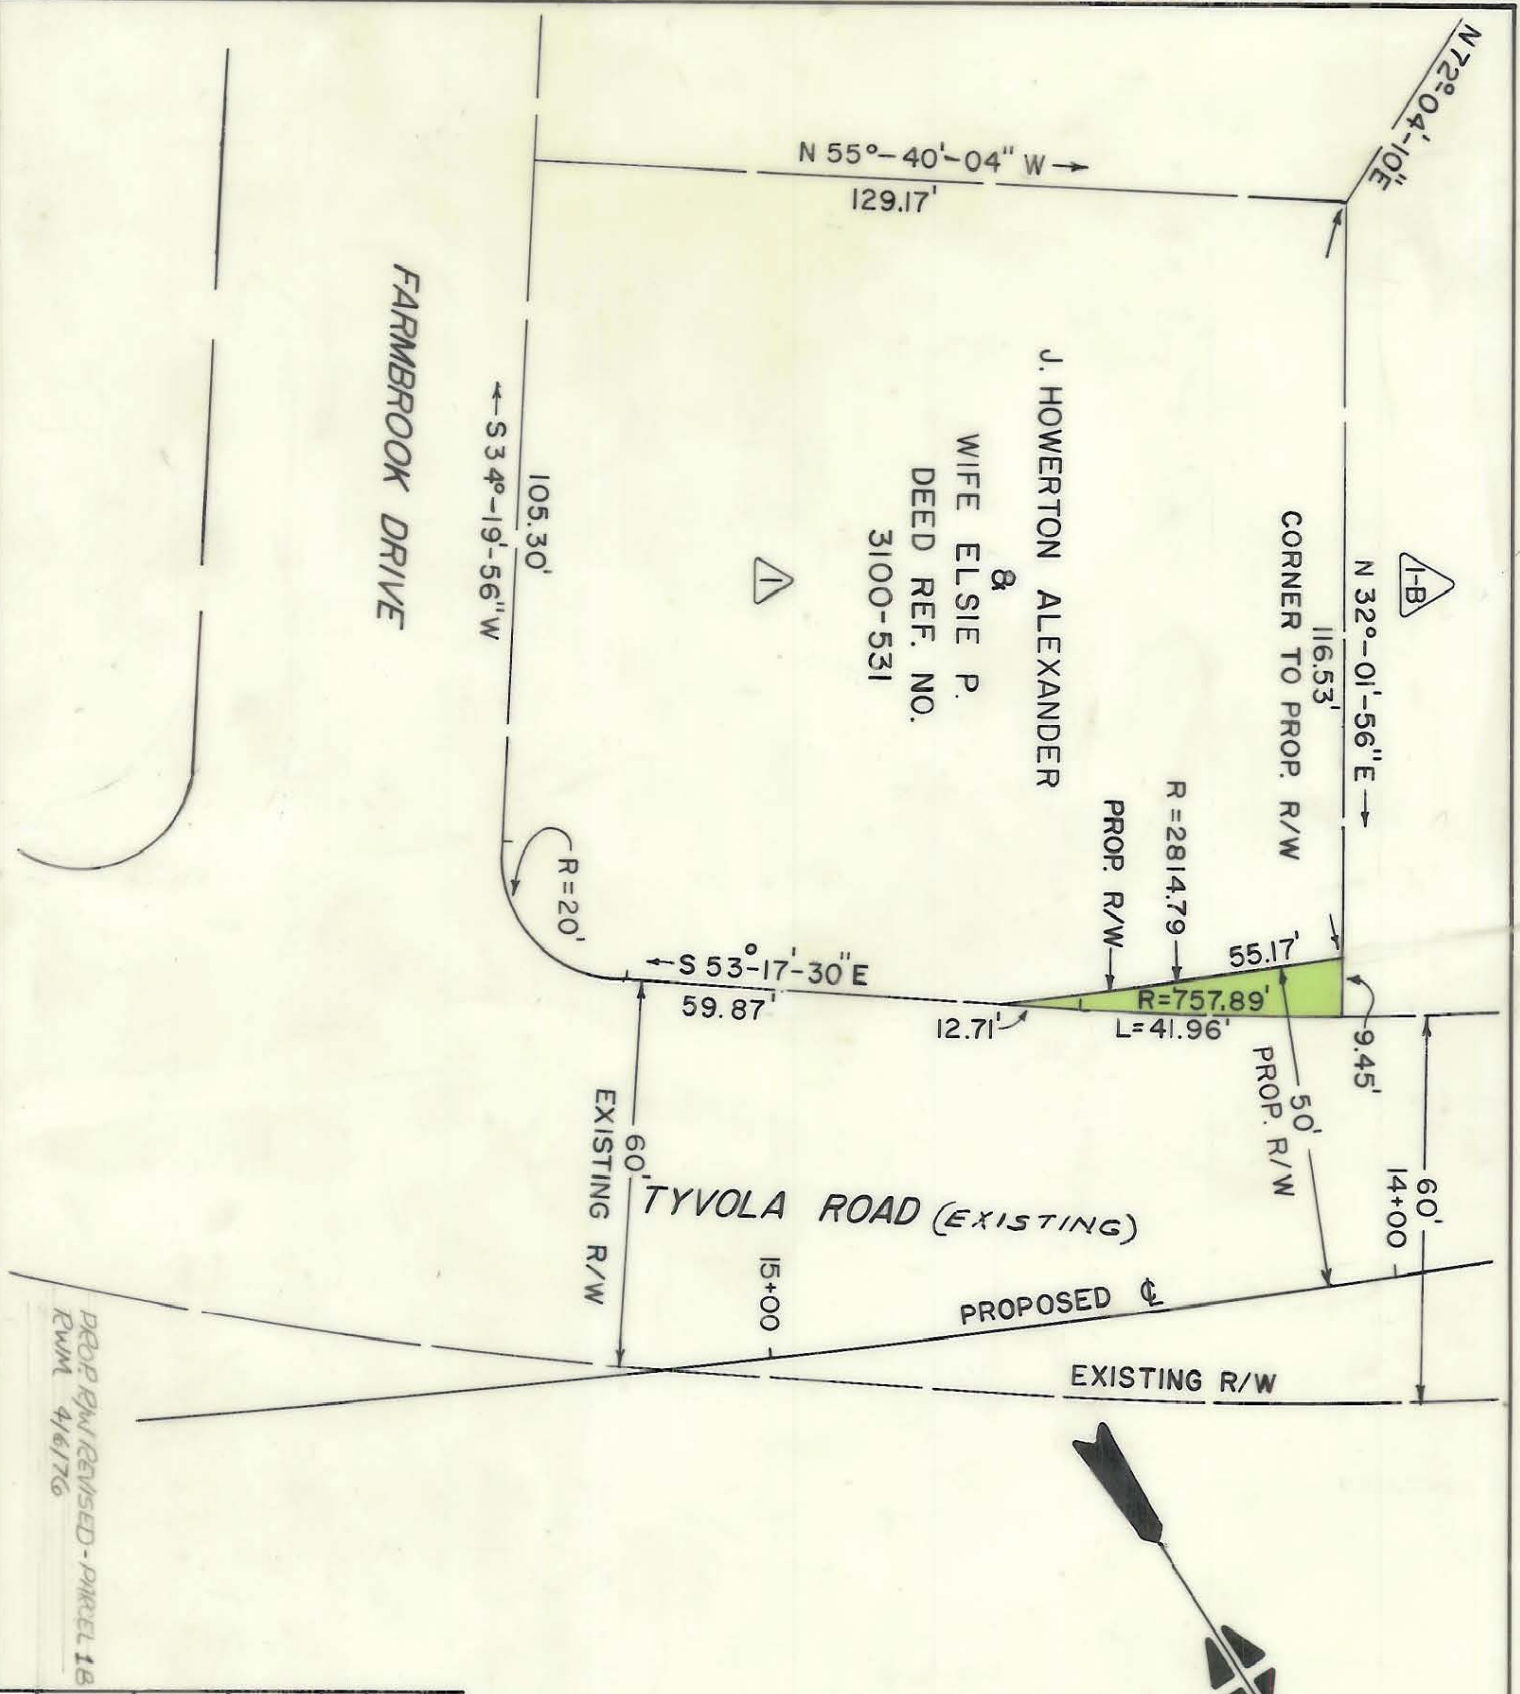 N 72°-04'-10"E
N 55°-40'-04" W →
129.17'
1-B
N 32°-01'-56" E →
116.53'
CORNER TO PROP. R/W
J. HOWERTON ALEXANDER
&
WIFE ELSIE P.
DEED REF. NO.
3100-531
1
105.30'
← S 34°-19'-56" W
FARMBROOK DRIVE
R=2814.79
PROP. R/W
R=20'
55.17'
← S 53°-17'-30" E
59.87'
R=757.89'
12.71'
L=41.96'
9.45'
50'
PROP. R/W
60'
EXISTING R/W
60'
14+00
TYVOLA ROAD (EXISTING)
15+00
PROPOSED ℄
EXISTING R/W
PROP R/W REVISED - PARCEL 1B
RWM 4/6/76